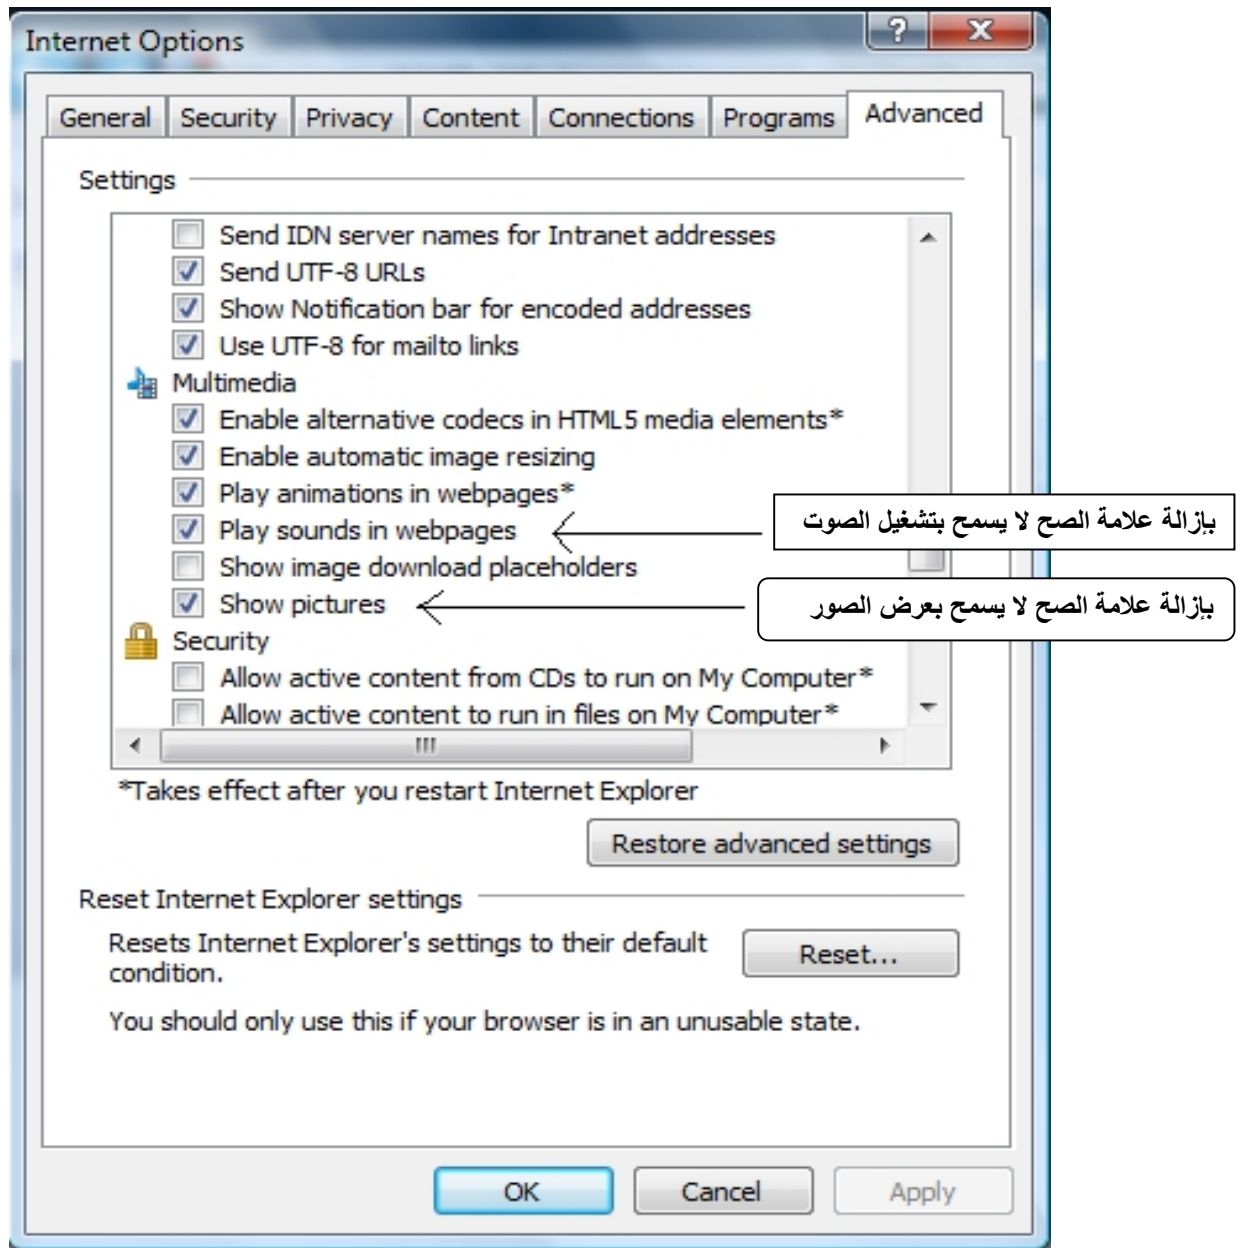 Internet Options
General Security Privacy Content Connections Programs Advanced
Settings
Send IDN server names for Intranet addresses
Send UTF-8 URLs
Show Notification bar for encoded addresses
Use UTF-8 for mailto links
Multimedia
Enable alternative codecs in HTML5 media elements*
Enable automatic image resizing
Play animations in webpages*
Play sounds in webpages
بإزالة علامة الصح لا يسمح بتشغيل الصوت
Show image download placeholders
Show pictures
بإزالة علامة الصح لا يسمح بعرض الصور
Security
Allow active content from CDs to run on My Computer*
Allow active content to run in files on My Computer*
*Takes effect after you restart Internet Explorer
Restore advanced settings
Reset Internet Explorer settings
Resets Internet Explorer's settings to their default
condition.
Reset...
You should only use this if your browser is in an unusable state.
OK Cancel Apply